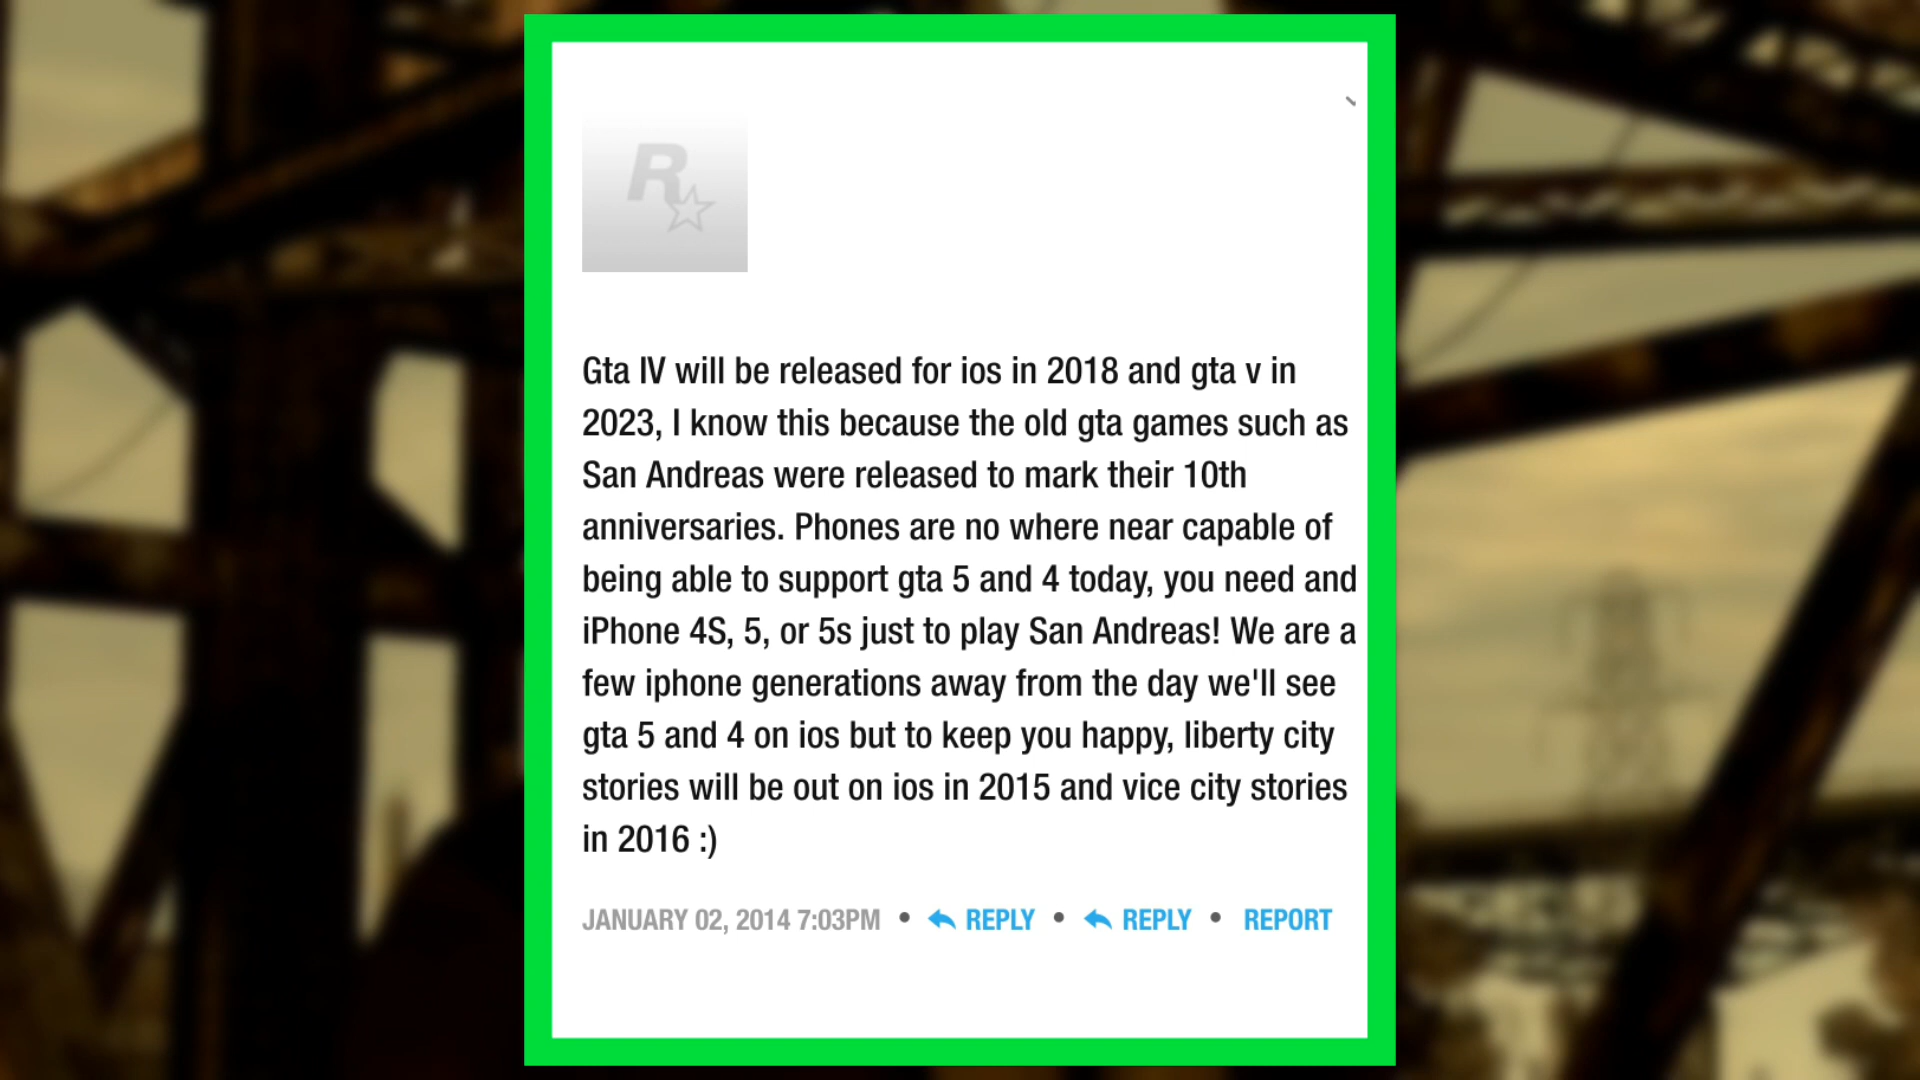 R
Gta IV will be released for ios in 2018 and gta v in
2023, I know this because the old gta games such as
San Andreas were released to mark their 10th
anniversaries. Phones are no where near capable of
being able to support gta 5 and 4 today, you need and
iPhone 4S, 5, or 5s just to play San Andreas! We are a
few iphone generations away from the day we'll see
gta 5 and 4 on ios but to keep you happy, liberty city
stories will be out on ios in 2015 and vice city stories
in 2016 :)
JANUARY 02, 2014 7:03PM • REPLY • REPLY • REPORT